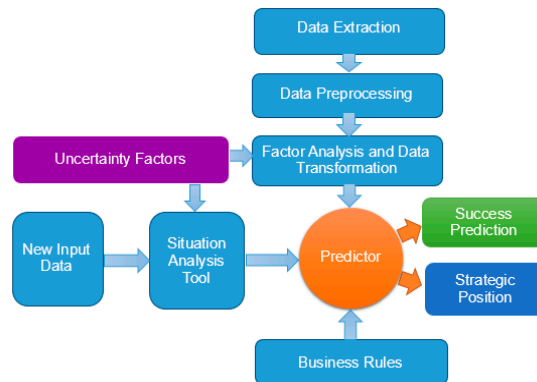 Data Extraction
Data Preprocessing
Uncertainty Factors
Factor Analysis and Data
Transformation
New Input
Data
Situation
Analysis
Tool
Predictor
Success
Prediction
Strategic
Position
Business Rules